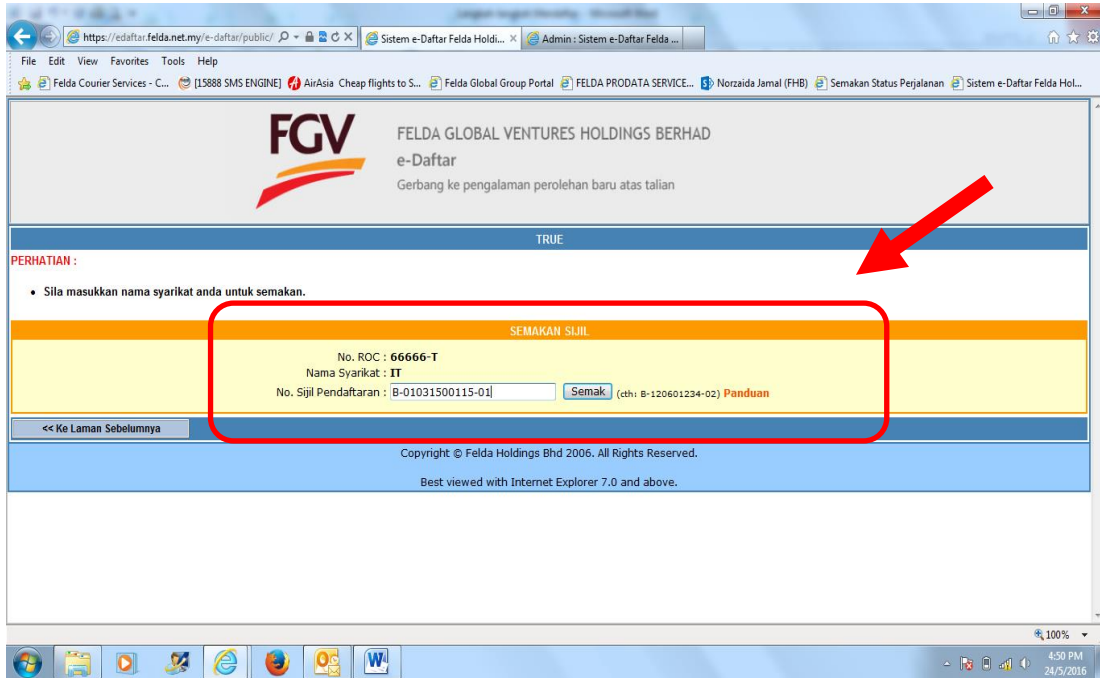 https://edaftar.felda.net.my/e-daftar/public/
Sistem e-Daftar Felda Holdi...
Admin : Sistem e-Daftar Felda ...
File Edit View Favorites Tools Help
Felda Courier Services - C... [15888 SMS ENGINE] AirAsia Cheap flights to S... Felda Global Group Portal FELDA PRODATA SERVICE... Norzaida Jamal (FHB) Semakan Status Perjalanan Sistem e-Daftar Felda Hol...
FGV
FELDA GLOBAL VENTURES HOLDINGS BERHAD
e-Daftar
Gerbang ke pengalaman perolehan baru atas talian
TRUE
PERHATIAN :
• Sila masukkan nama syarikat anda untuk semakan.
SEMAKAN SIJIL
No. ROC : 66666-T
Nama Syarikat : IT
No. Sijil Pendaftaran : B-01031500115-01 Semak (cth: B-120601234-02) Panduan
<< Ke Laman Sebelumnya
Copyright © Felda Holdings Bhd 2006. All Rights Reserved.
Best viewed with Internet Explorer 7.0 and above.
100%
4:50 PM
24/5/2016